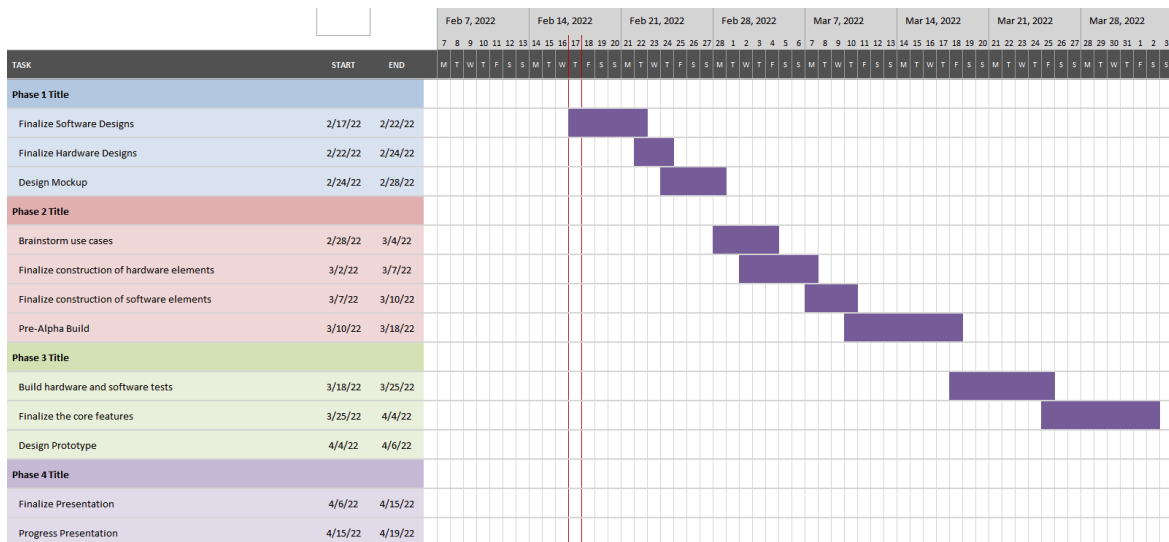 Feb 7, 2022 Feb 14, 2022 Feb 21, 2022 Feb 28, 2022 Mar 7, 2022 Mar 14, 2022 Mar 21, 2022 Mar 28, 2022
7 8 9 10 11 12 13 14 15 16 17 18 19 20 21 22 23 24 25 26 27 28 1 2 3 4 5 6 7 8 9 10 11 12 13 14 15 16 17 18 19 20 21 22 23 24 25 26 27 28 29 30 31 1 2 3
TASK START END M T W T F S S M T W T F S S M T W T F S S M T W T F S S M T W T F S S M T W T F S S M T W T F S S M T W T F S S
Phase 1 Title
Finalize Software Designs 2/17/22 2/22/22
Finalize Hardware Designs 2/22/22 2/24/22
Design Mockup 2/24/22 2/28/22
Phase 2 Title
Brainstorm use cases 2/28/22 3/4/22
Finalize construction of hardware elements 3/2/22 3/7/22
Finalize construction of software elements 3/7/22 3/10/22
Pre-Alpha Build 3/10/22 3/18/22
Phase 3 Title
Build hardware and software tests 3/18/22 3/25/22
Finalize the core features 3/25/22 4/4/22
Design Prototype 4/4/22 4/6/22
Phase 4 Title
Finalize Presentation 4/6/22 4/15/22
Progress Presentation 4/15/22 4/19/22